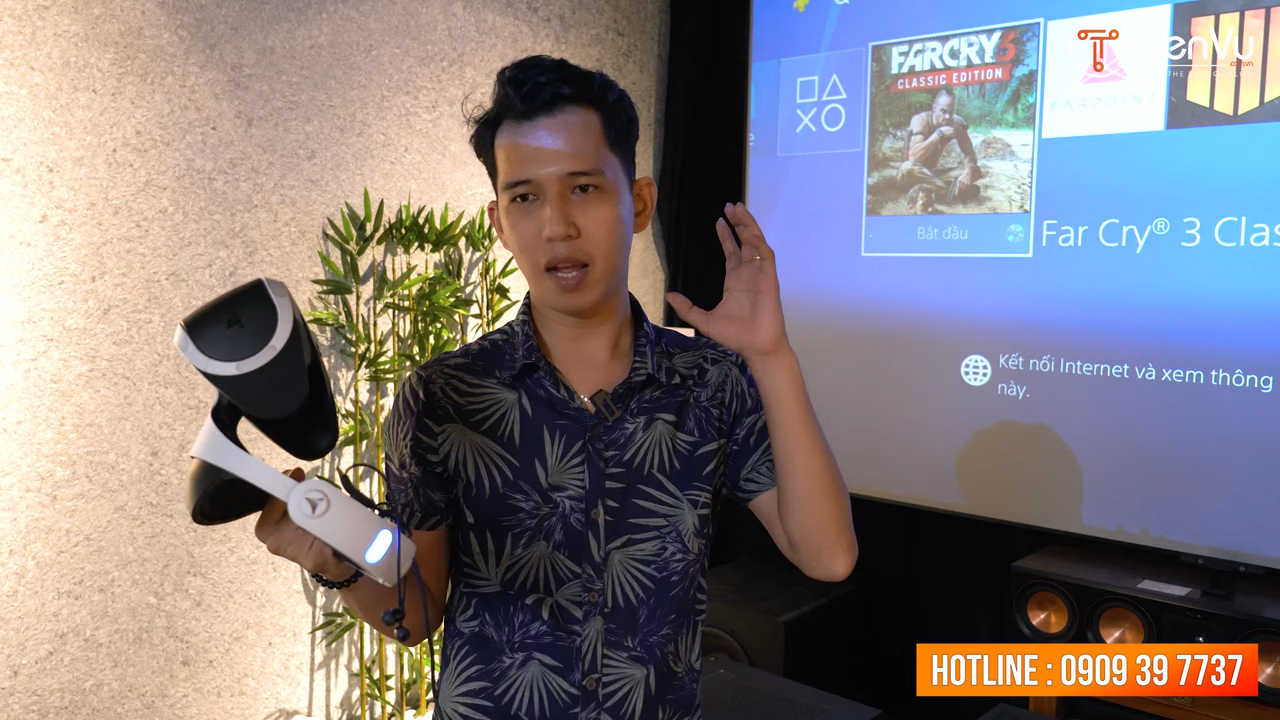 FARCRY3
CLASSIC EDITION
Bắt đầu
FARPOINT
Far Cry® 3 Clas
Kết nối Internet và xem thông
này.
HOTLINE : 0909 39 7737